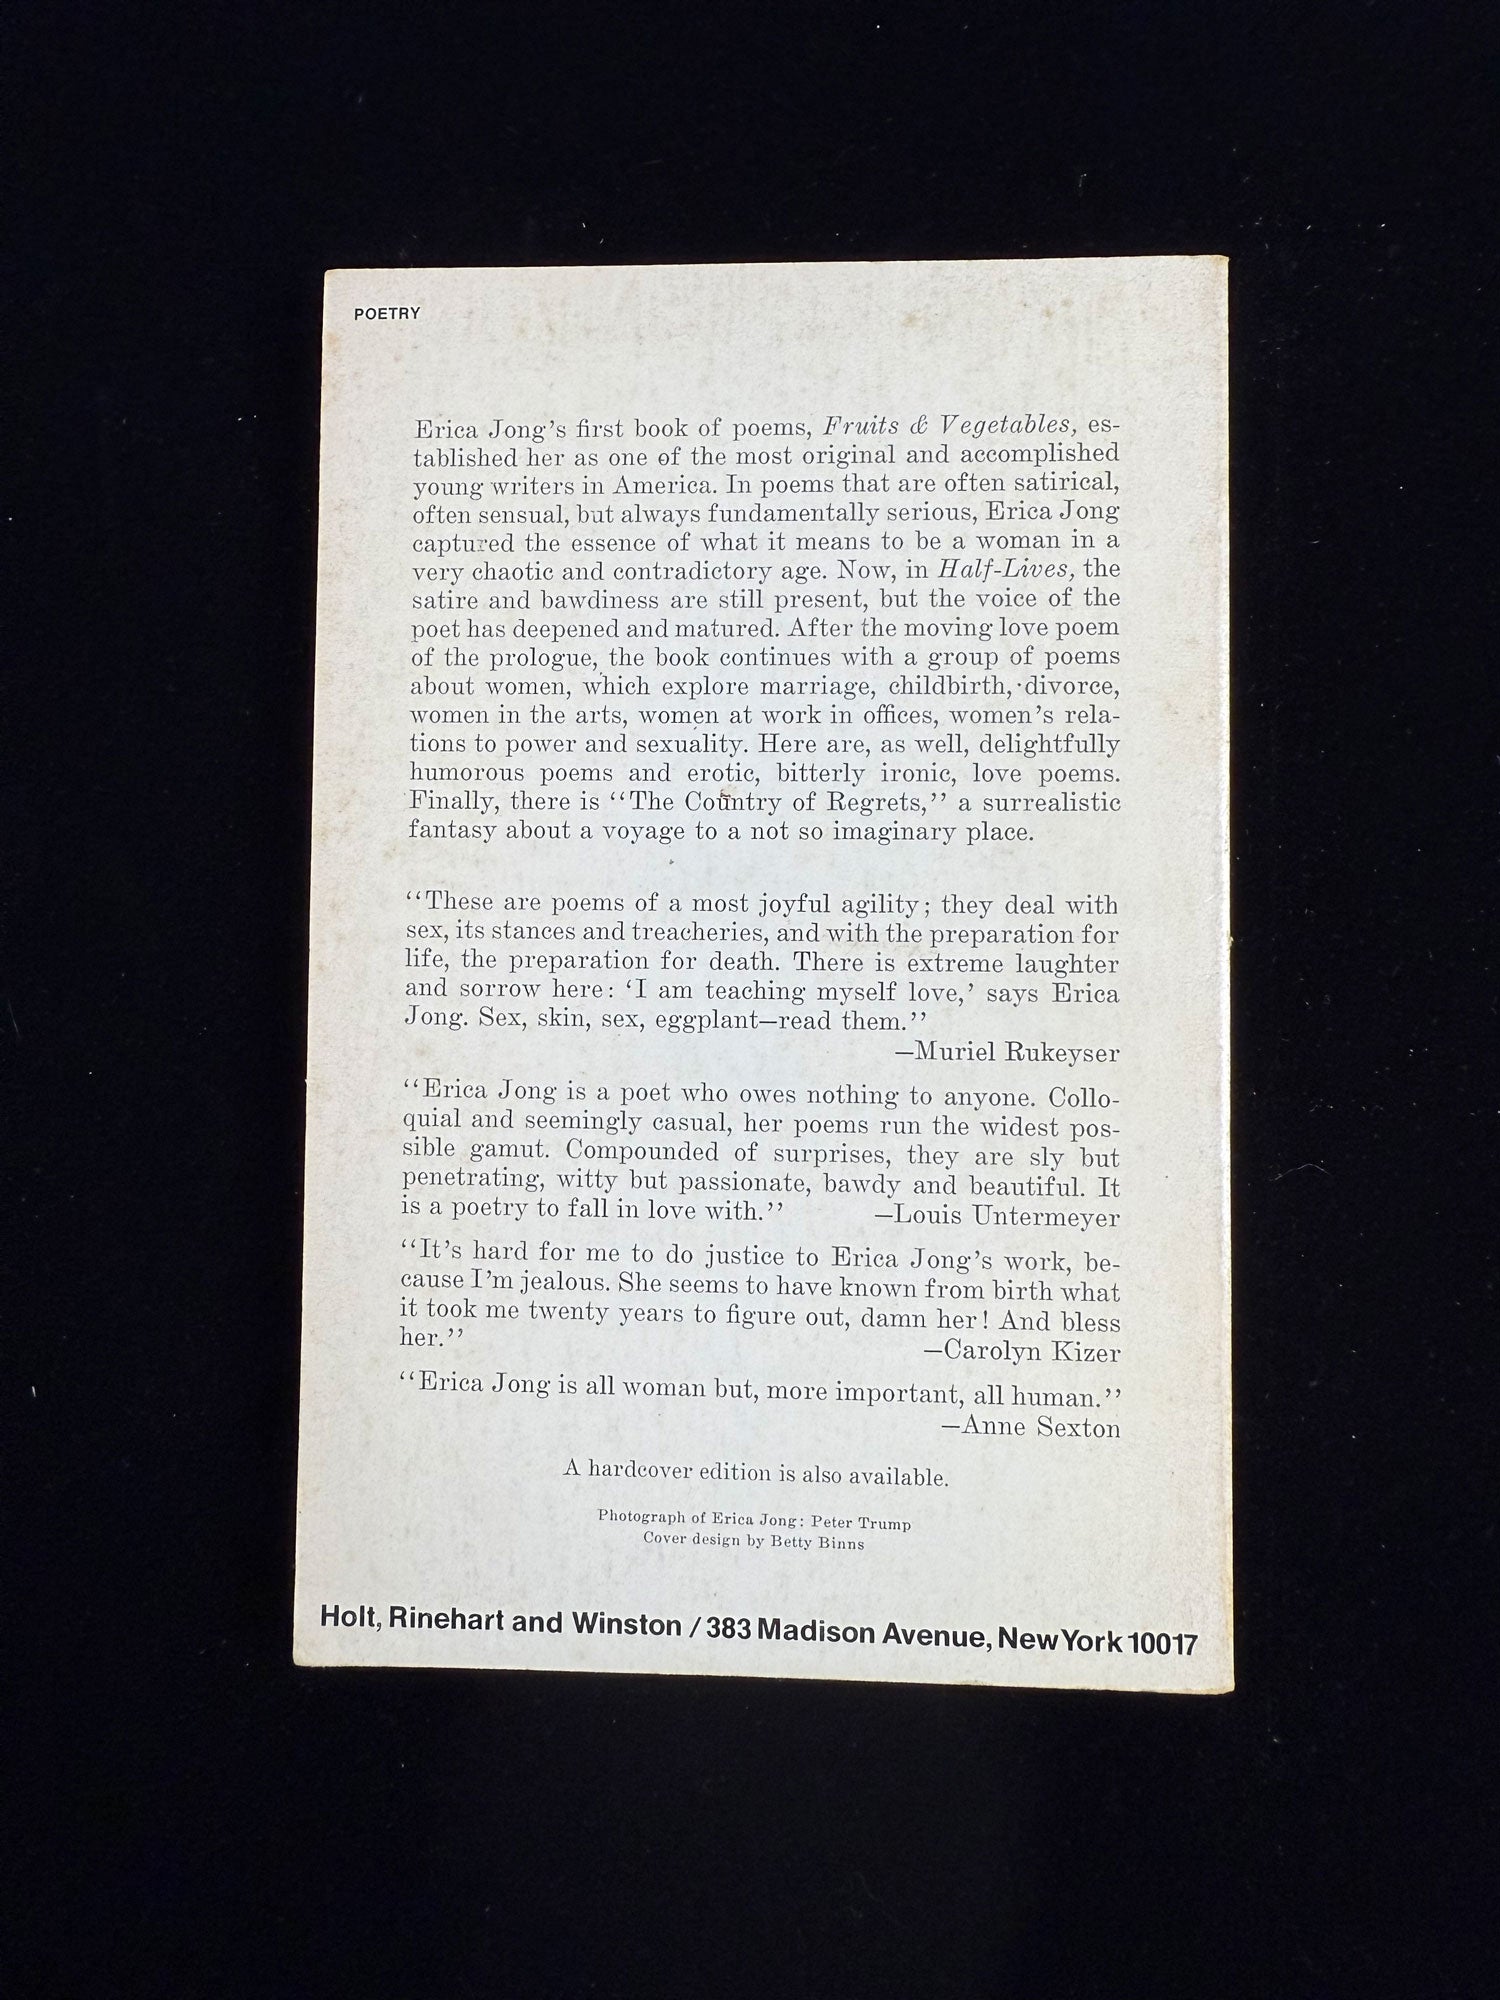 POETRY
Erica Jong's first book of poems, Fruits & Vegetables, es-
tablished her as one of the most original and accomplished
young writers in America. In poems that are often satirical,
often sensual, but always fundamentally serious, Erica Jong
captured the essence of what it means to be a woman in a
very chaotic and contradictory age. Now, in Half-Lives, the
satire and bawdiness are still present, but the voice of the
poet has deepened and matured. After the moving love poem
of the prologue, the book continues with a group of poems
about women, which explore marriage, childbirth, divorce,
women in the arts, women at work in offices, women's rela-
tions to power and sexuality. Here are, as well, delightfully
humorous poems and erotic, bitterly ironic, love poems.
Finally, there is "The Country of Regrets," a surrealistic
fantasy about a voyage to a not so imaginary place.
"These are poems of a most joyful agility; they deal with
sex, its stances and treacheries, and with the preparation for
life, the preparation for death. There is extreme laughter
and sorrow here: 'I am teaching myself love,' says Erica
Jong. Sex, skin, sex, eggplant—read them."
—Muriel Rukeyser
"Erica Jong is a poet who owes nothing to anyone. Collo-
quial and seemingly casual, her poems run the widest pos-
sible gamut. Compounded of surprises, they are sly but
penetrating, witty but passionate, bawdy and beautiful. It
is a poetry to fall in love with." —Louis Untermeyer
"It's hard for me to do justice to Erica Jong's work, be-
cause I'm jealous. She seems to have known from birth what
it took me twenty years to figure out, damn her! And bless
her." —Carolyn Kizer
"Erica Jong is all woman but, more important, all human."
—Anne Sexton
A hardcover edition is also available.
Photograph of Erica Jong: Peter Trump
Cover design by Betty Binns
Holt, Rinehart and Winston / 383 Madison Avenue, New York 10017